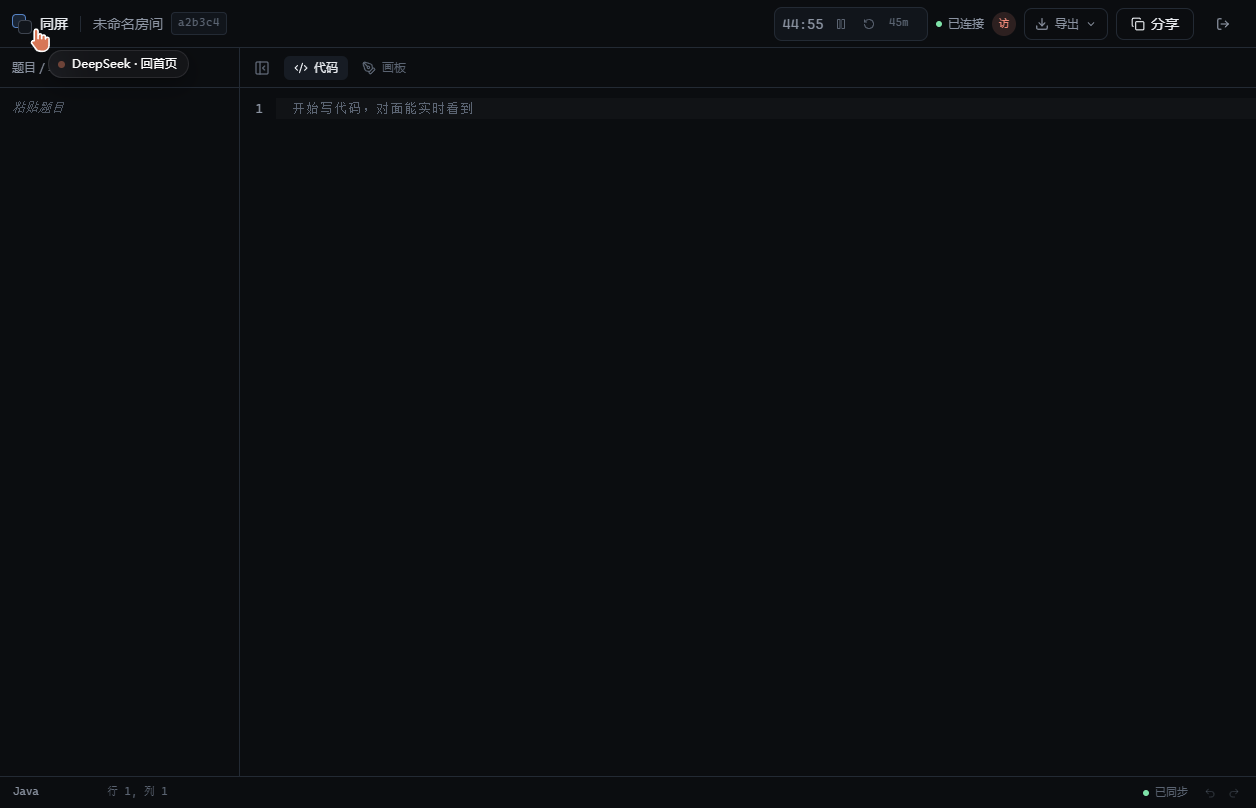 同屏 未命名房间 a2b3c4 44:55 45m 已连接 访 导出 分享
题目 / DeepSeek · 回首页 代码 画板
粘贴题目 1 开始写代码，对面能实时看到
Java 行 1, 列 1 已同步